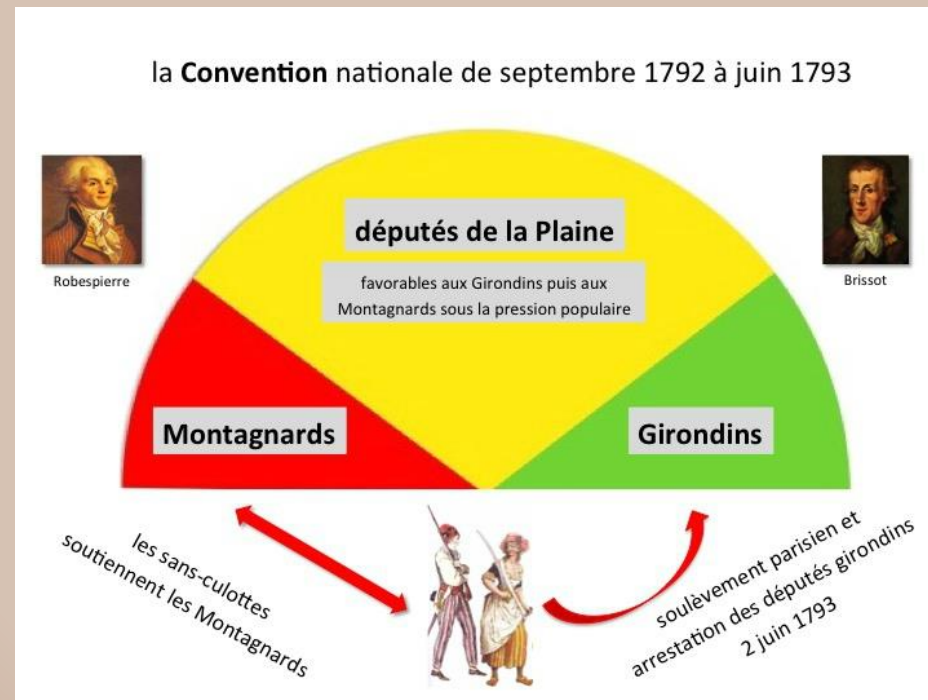 la Convention nationale de septembre 1792 à juin 1793
Robespierre
Brissot
députés de la Plaine
favorables aux Girondins puis aux
Montagnards sous la pression populaire
Montagnards
Girondins
les sans-culottes
soutiennent les Montagnards
soulèvement parisien et
arrestation des députés girondins
2 juin 1793